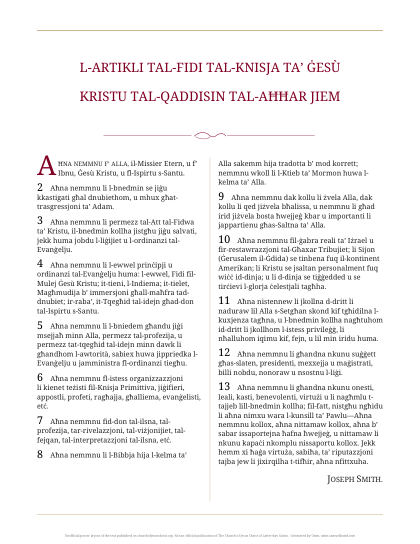 L-ARTIKLI TAL-FIDI TAL-KNISJA TA’ ĠESÙ
KRISTU TAL-QADDISIN TAL-AĦĦAR JIEM
AĦNA NEMMNU F’ ALLA, il-Missier Etern, u f’
Ibnu, Ġesù Kristu, u fl-Ispirtu s-Santu.
2 Aħna nemmnu li l-bnedmin se jiġu
kkastigati għal dnubiethom, u mhux għat-
trasgressjoni ta’ Adam.
3 Aħna nemmnu li permezz tal-Att tal-Fidwa
ta’ Kristu, il-bnedmin kollha jistgħu jiġu salvati,
jekk huma jobdu l-liġijiet u l-ordinanzi tal-
Evanġelju.
4 Aħna nemmnu li l-ewwel prinċipji u
ordinanzi tal-Evanġelju huma: l-ewwel, Fidi fil-
Mulej Ġesù Kristu; it-tieni, l-Indiema; it-tielet,
Magħmudija b’ immersjoni għall-maħfra tad-
dnubiet; ir-raba’, it-Tqegħid tal-idejn għad-don
tal-Ispirtu s-Santu.
5 Aħna nemmnu li l-bniedem għandu jiġi
msejjaħ minn Alla, permezz tal-profezija, u
permezz tat-tqegħid tal-idejn minn dawk li
għandhom l-awtorità, sabiex huwa jippriedka l-
Evanġelju u jamministra fl-ordinanzi tiegħu.
6 Aħna nemmnu fl-istess organizzazzjoni
li kienet teżisti fil-Knisja Primittiva, jiġifieri,
appostli, profeti, ragħajja, għalliema, evanġelisti,
etċ.
7 Aħna nemmnu fid-don tal-ilsna, tal-
profezija, tar-rivelazzjoni, tal-viżjonijiet, tal-
fejqan, tal-interpretazzjoni tal-ilsna, etċ.
8 Aħna nemmnu li l-Bibbja hija l-kelma ta’
Alla sakemm hija tradotta b’ mod korrett;
nemmnu wkoll li l-Ktieb ta’ Mormon huwa l-
kelma ta’ Alla.
9 Aħna nemmnu dak kollu li żvela Alla, dak
kollu li qed jiżvela bħalissa, u nemmnu li għad
irid jiżvela bosta ħwejjeġ kbar u importanti li
jappartienu għas-Saltna ta’ Alla.
10 Aħna nemmnu fil-ġabra reali ta’ Iżrael u
fir-restawrazzjoni tal-Għaxar Tribujiet; li Sijon
(Ġerusalemm il-Ġdida) se tinbena fuq il-kontinent
Amerikan; li Kristu se jsaltan personalment fuq
wiċċ id-dinja; u li d-dinja se tiġġedded u se
tirċievi l-glorja ċelestjali tagħha.
11 Aħna nistennew li jkollna d-dritt li
naduraw lil Alla s-Setgħan skond kif tgħidilna l-
kuxjenza tagħna, u li l-bnedmin kollha nagħtuhom
id-dritt li jkollhom l-istess privileġġ, li
nħalluhom iqimu kif, fejn, u lil min iridu huma.
12 Aħna nemmnu li għandna nkunu suġġetti
għas-slaten, presidenti, mexxejja u maġistrati,
billi nobdu, nonoraw u nsostnu l-liġi.
13 Aħna nemmnu li għandna nkunu onesti,
leali, kasti, benevolenti, virtużi u li nagħmlu t-
tajjeb lill-bnedmin kollha; fil-fatt, nistgħu ngħidu
li aħna nimxu wara l-kunsill ta’ Pawlu—Aħna
nemmnu kollox, aħna nittamaw kollox, aħna b’
sabar issaportejna ħafna ħwejjeġ, u nittamaw li
nkunu kapaċi nkomplu nissaportu kollox. Jekk
hemm xi ħaġa virtuża, sabiħa, ta’ riputazzjoni
tajba jew li jixirqilha t-tifħir, aħna nfittxuha.
JOSEPH SMITH.